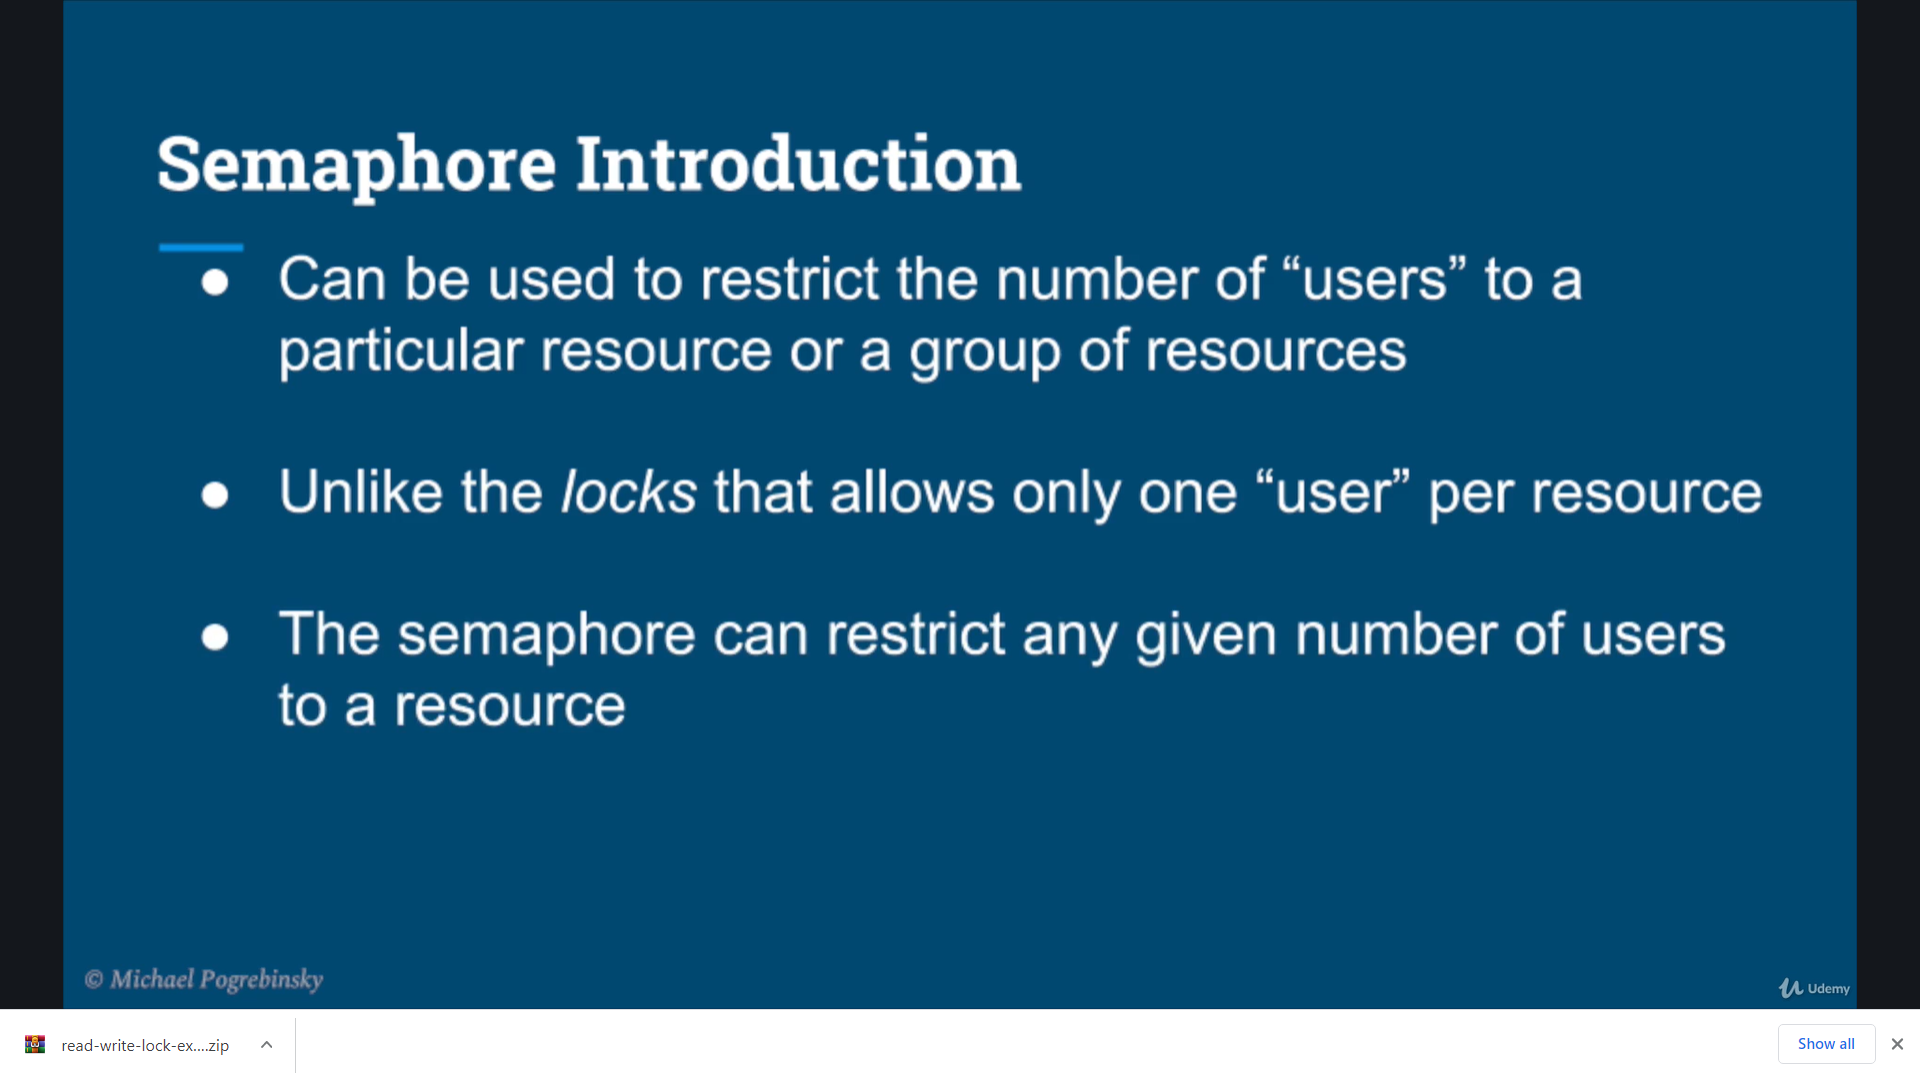 Semaphore Introduction
● Can be used to restrict the number of “users” to a
particular resource or a group of resources
● Unlike the locks that allows only one “user” per resource
● The semaphore can restrict any given number of users
to a resource
© Michael Pogrebinsky
Udemy
read-write-lock-ex....zip
Show all